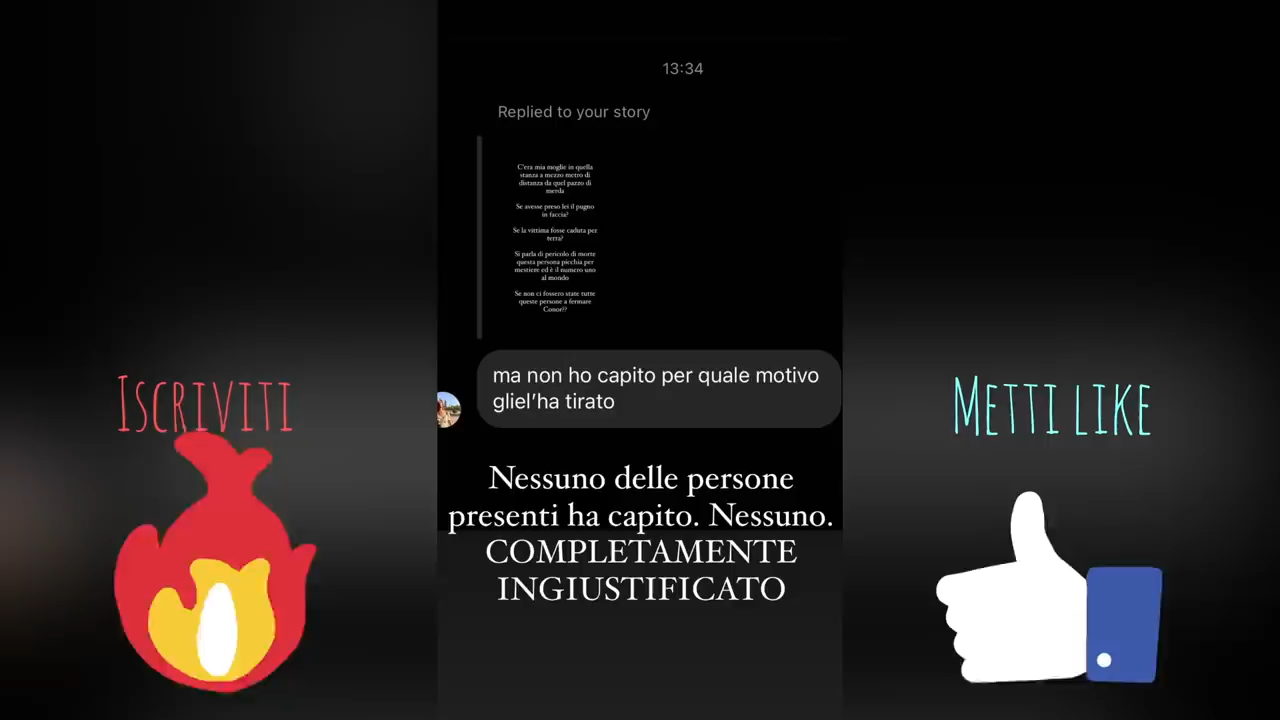 13:34
Replied to your story
C'era mia moglie in quella
stanza a mezzo metro di
distanza da quel pazzo di
merda
Se avesse preso lei il pugno
in faccia?
Se la vittima fosse caduta per
terra?
Si parla di pericolo di morte
questa persona picchia per
mestiere ed è il numero uno
al mondo
Se non ci fossero state tutte
queste persone a fermare
Conor??
ma non ho capito per quale motivo
gliel'ha tirato
Nessuno delle persone
presenti ha capito. Nessuno.
COMPLETAMENTE
INGIUSTIFICATO
ISCRIVITI
METTI LIKE